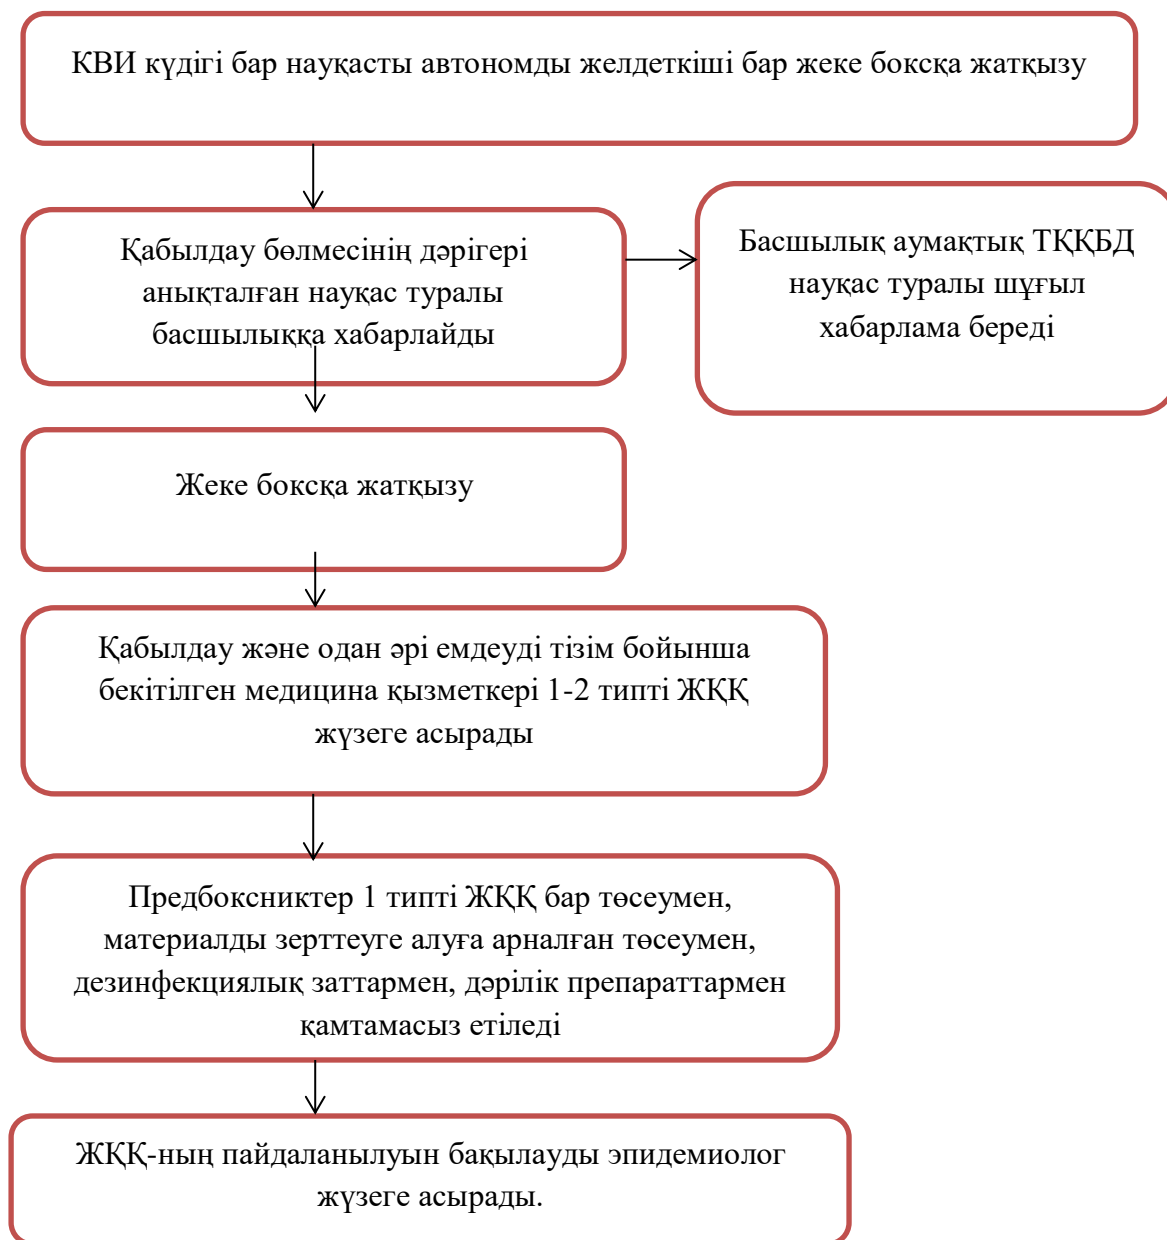 КВИ күдігі бар науқасты автономды желдеткіші бар жеке боксқа жатқызу
Қабылдау бөлмесінің дәрігері
анықталған науқас туралы
басшылыққа хабарлайды
Басшылық аумақтық ТҚҚБД
науқас туралы шұғыл
хабарлама береді
Жеке боксқа жатқызу
Қабылдау және одан әрі емдеуді тізім бойынша
бекітілген медицина қызметкері 1-2 типті ЖҚҚ
жүзеге асырады
Предбоксниктер 1 типті ЖҚҚ бар төсеумен,
материалды зерттеуге алуға арналған төсеумен,
дезинфекциялық заттармен, дәрілік препараттармен
қамтамасыз етіледі
ЖҚҚ-ның пайдаланылуын бақылауды эпидемиолог
жүзеге асырады.